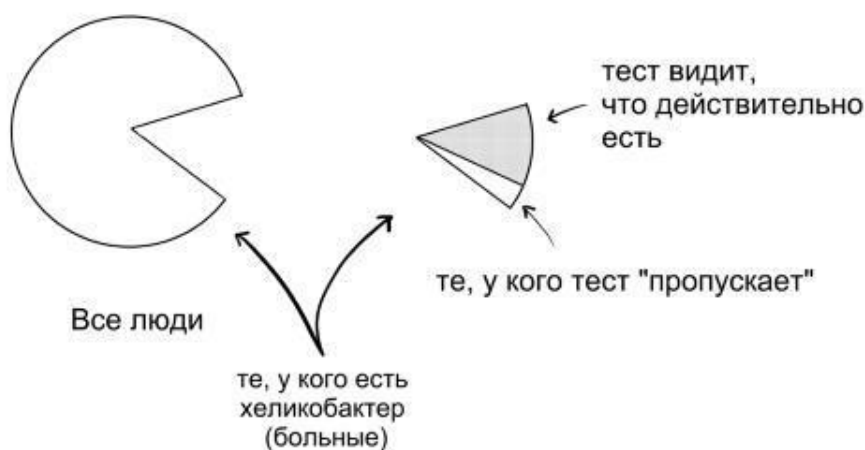 тест видит,
что действительно
есть
те, у кого тест "пропускает"
Все люди
те, у кого есть
хеликобактер
(больные)